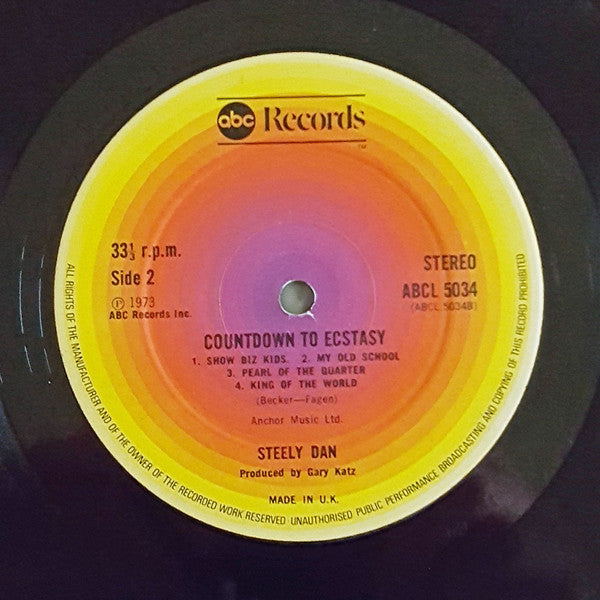 abc Records
TM
33⅓ r.p.m.
Side 2
Ⓟ 1973
ABC Records Inc.
STEREO
ABCL 5034
(ABCL 5034B)
COUNTDOWN TO ECSTASY
1. SHOW BIZ KIDS. 2. MY OLD SCHOOL
3. PEARL OF THE QUARTER
4. KING OF THE WORLD
(Becker—Fagen)
Anchor Music Ltd.
STEELY DAN
Produced by Gary Katz
MADE IN U.K.
ALL RIGHTS OF THE MANUFACTURER AND OF THE OWNER OF THE RECORDED WORK RESERVED UNAUTHORISED PUBLIC PERFORMANCE BROADCASTING AND COPYING OF THIS RECORD PROHIBITED